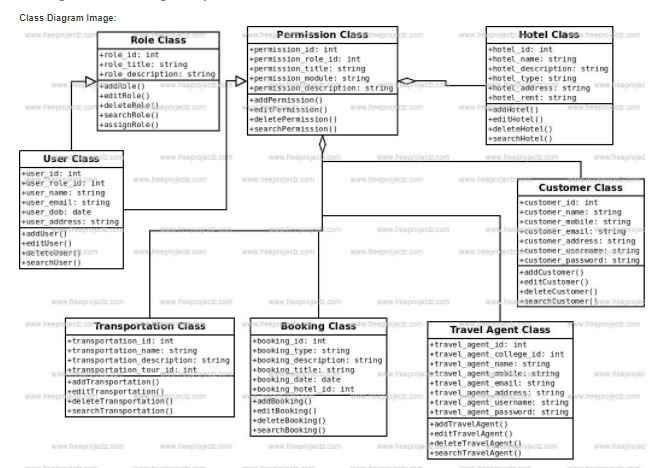 Class Diagram Image:
Role Class
+role_id: int
+role_title: string
+role_description: string
+addRole()
+editRole()
+deleteRole()
+searchRole()
+assignRole()
Permission Class
+permission_id: int
+permission_role_id: int
+permission_title: string
+permission_module: string
+permission_description: string
+addPermission()
+editPermission()
+deletePermission()
+searchPermission()
Hotel Class
+hotel_id: int
+hotel_name: string
+hotel_description: string
+hotel_type: string
+hotel_address: string
+hotel_rent: string
+addHotel()
+editHotel()
+deleteHotel()
+searchHotel()
User Class
+user_id: int
+user_role_id: int
+user_name: string
+user_email: string
+user_dob: date
+user_address: string
+addUser()
+editUser()
+deleteUser()
+searchUser()
Customer Class
+customer_id: int
+customer_name: string
+customer_mobile: string
+customer_email: string
+customer_address: string
+customer_username: string
+customer_password: string
+addCustomer()
+editCustomer()
+deleteCustomer()
+searchCustomer()
Transportation Class
+transportation_id: int
+transportation_name: string
+transportation_description: string
+transportation_tour_id: int
+addTransportation()
+editTransportation()
+deleteTransportation()
+searchTransportation()
Booking Class
+booking_id: int
+booking_type: string
+booking_description: string
+booking_title: string
+booking_date: date
+booking_hotel_id: int
+addBooking()
+editBooking()
+deleteBooking()
+searchBooking()
Travel Agent Class
+travel_agent_id: int
+travel_agent_college_id: int
+travel_agent_name: string
+travel_agent_mobile: string
+travel_agent_email: string
+travel_agent_address: string
+travel_agent_username: string
+travel_agent_password: string
+addTravelAgent()
+editTravelAgent()
+deleteTravelAgent()
+searchTravelAgent()
www.freeprojectz.com